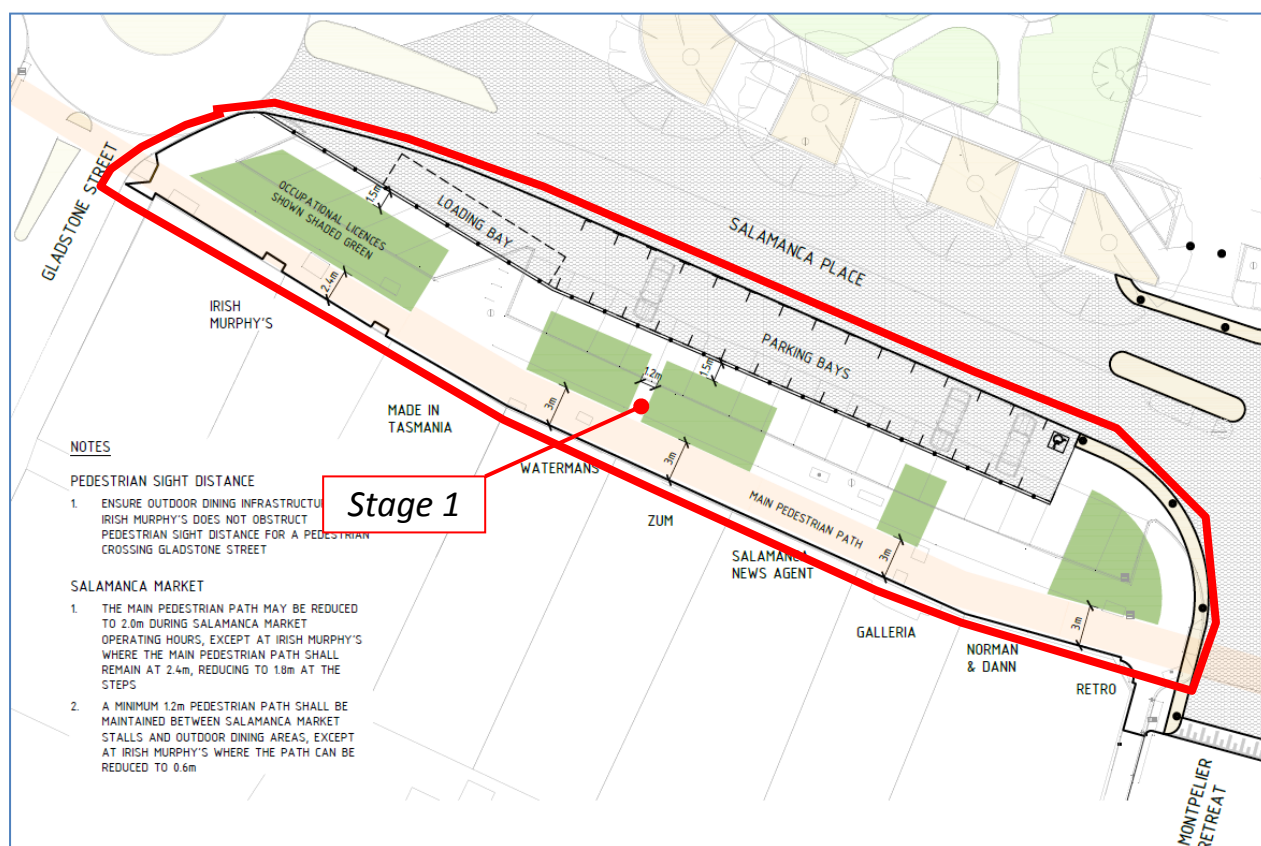 GLADSTONE STREET
OCCUPATIONAL LICENCES
SHOWN SHADED GREEN
1.5m
LOADING BAY
SALAMANCA PLACE
2.4m
IRISH
MURPHY'S
PARKING BAYS
1.2m
1.5m
3m
MADE IN
TASMANIA
WATERMANS
3m
ZUM
MAIN PEDESTRIAN PATH
SALAMANCA
NEWS AGENT
3m
GALLERIA
NORMAN
& DANN
3m
RETRO
MONTPELIER
RETREAT
Stage 1
NOTES
PEDESTRIAN SIGHT DISTANCE
1. ENSURE OUTDOOR DINING INFRASTRUCTU
IRISH MURPHY'S DOES NOT OBSTRUCT
PEDESTRIAN SIGHT DISTANCE FOR A PEDESTRIAN
CROSSING GLADSTONE STREET
SALAMANCA MARKET
1. THE MAIN PEDESTRIAN PATH MAY BE REDUCED
TO 2.0m DURING SALAMANCA MARKET
OPERATING HOURS, EXCEPT AT IRISH MURPHY'S
WHERE THE MAIN PEDESTRIAN PATH SHALL
REMAIN AT 2.4m, REDUCING TO 1.8m AT THE
STEPS
2. A MINIMUM 1.2m PEDESTRIAN PATH SHALL BE
MAINTAINED BETWEEN SALAMANCA MARKET
STALLS AND OUTDOOR DINING AREAS, EXCEPT
AT IRISH MURPHY'S WHERE THE PATH CAN BE
REDUCED TO 0.6m